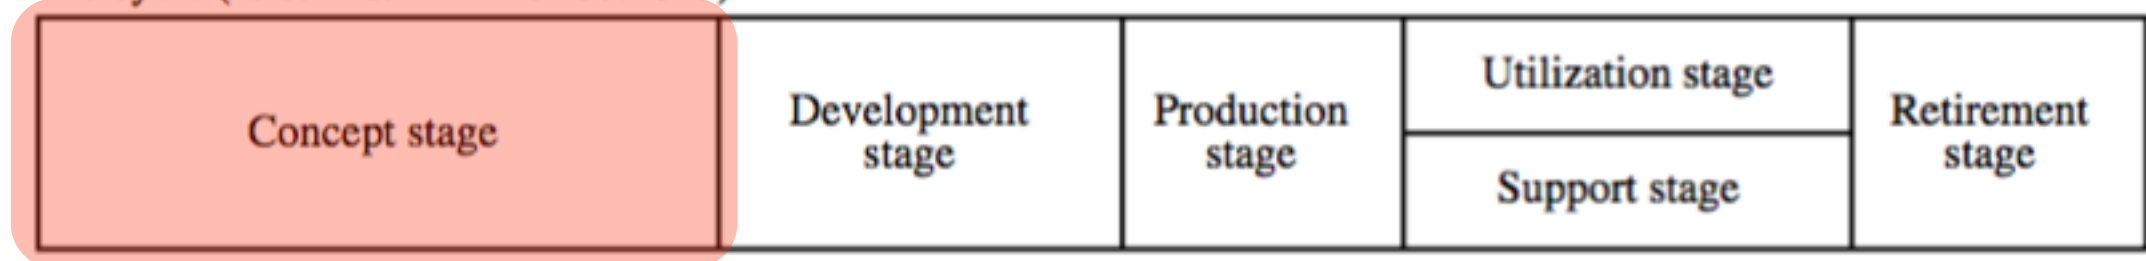 Concept stage
Development
stage
Production
stage
Utilization stage
Support stage
Retirement
stage